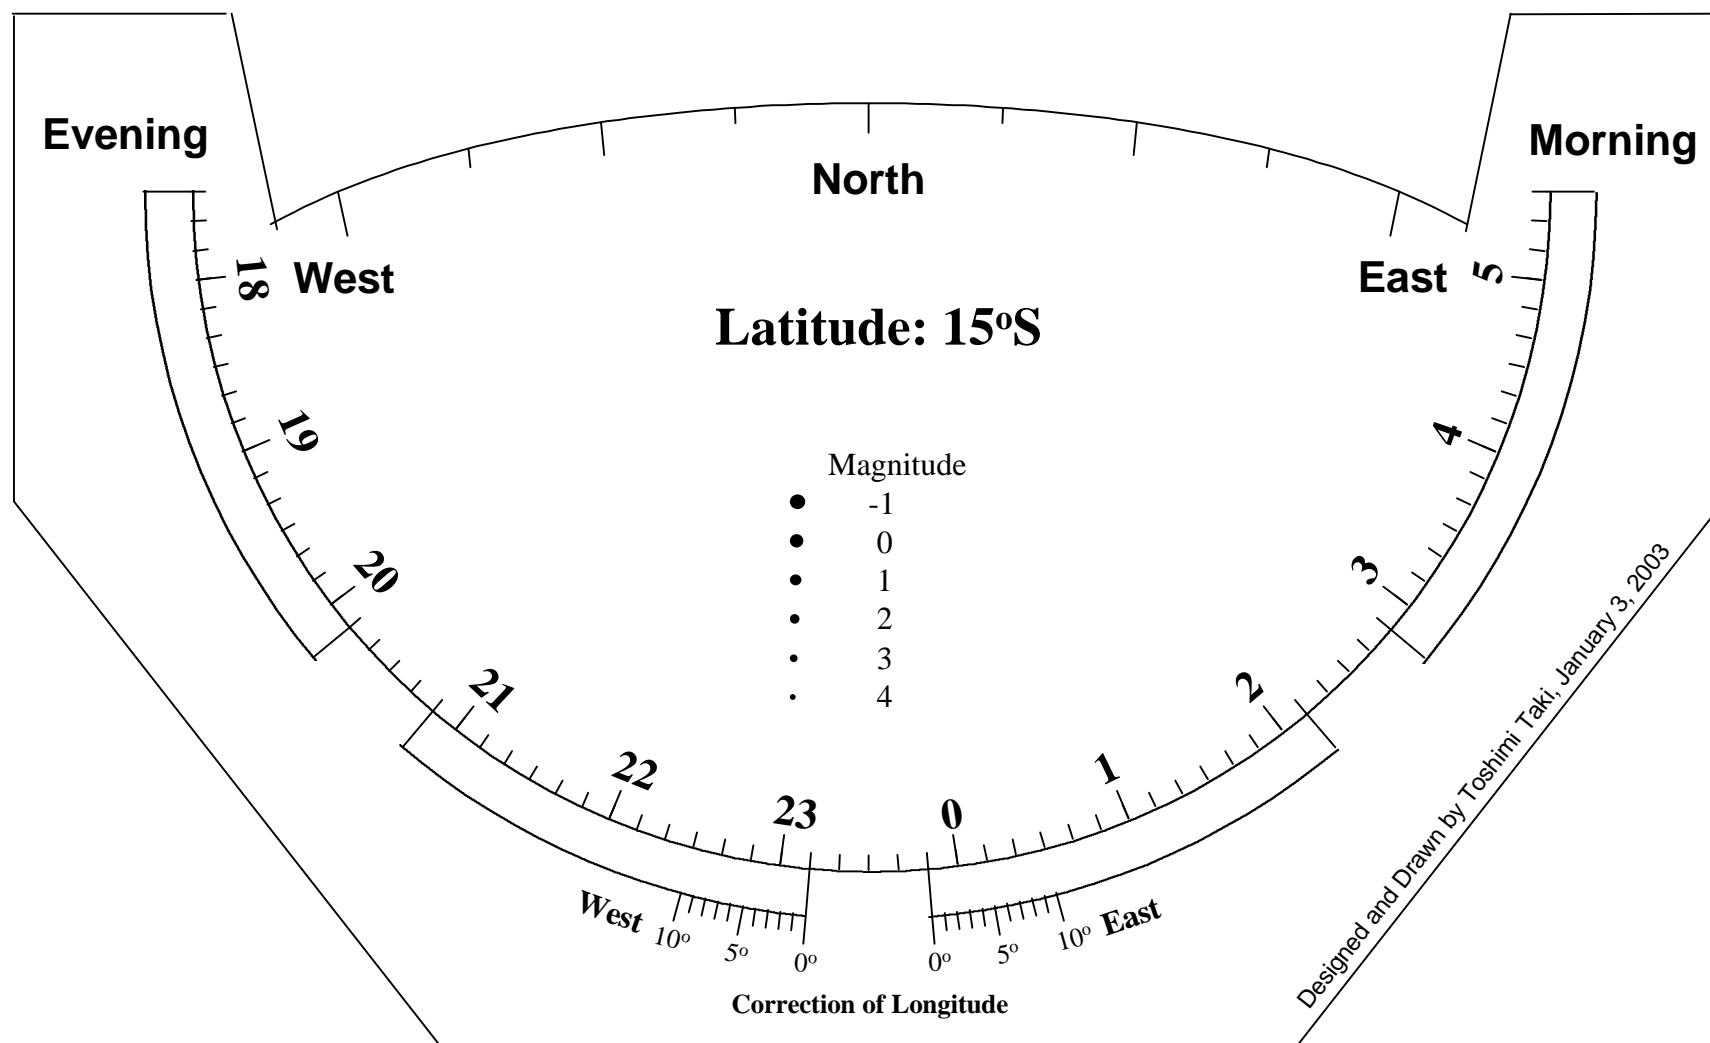 Evening
Morning
North
West
East
18
5
Latitude: 15ºS
19
4
Magnitude
-1
0
1
2
3
4
20
3
21
2
22
1
23
0
West
10º
5º
0º
0º
5º
10º
East
Correction of Longitude
Designed and Drawn by Toshimi Taki, January 3, 2003